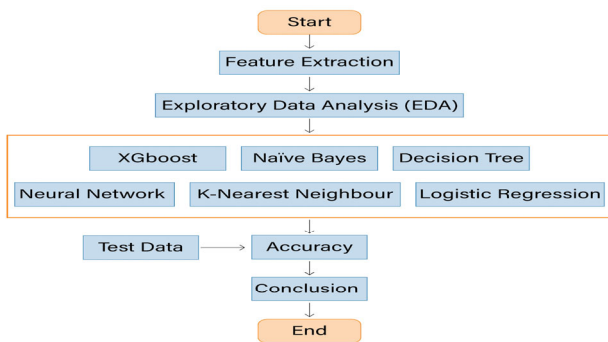 Start
Feature Extraction
Exploratory Data Analysis (EDA)
XGboost Naïve Bayes Decision Tree
Neural Network K-Nearest Neighbour Logistic Regression
Test Data Accuracy
Conclusion
End